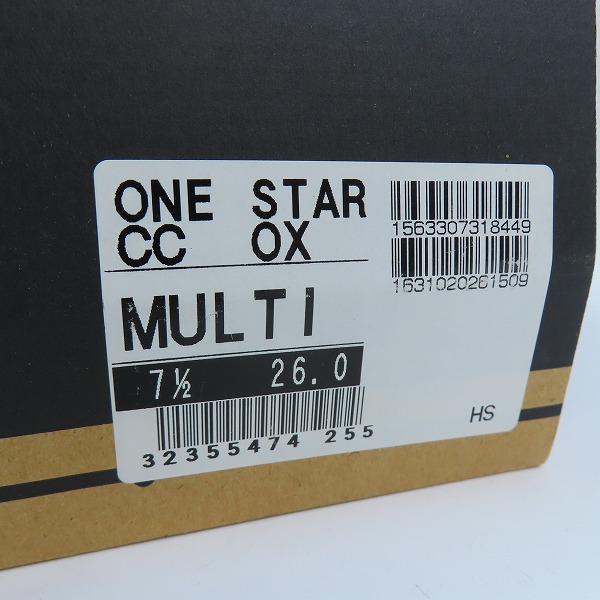 ONE STAR
CC OX
MULTI
7½ 26.0
32355474 255
1563307318449
1631020261509
HS